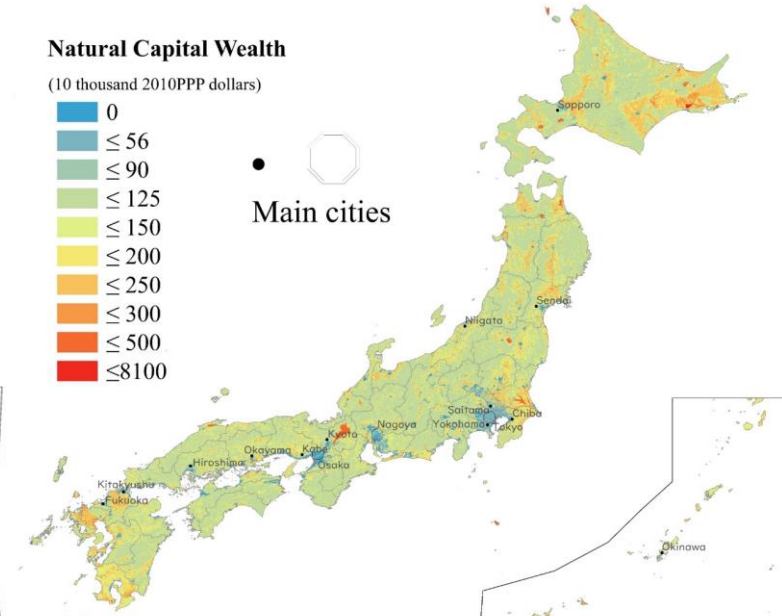 Natural Capital Wealth
(10 thousand 2010PPP dollars)
0
≤ 56
≤ 90
≤ 125
≤ 150
≤ 200
≤ 250
≤ 300
≤ 500
≤8100
Main cities
Sapporo
Sendai
Niigata
Saitama
Chiba
Nagoya
Yokohama
Tokyo
Kyoto
Okayama
Kobe
Hiroshima
Osaka
Kitakyushu
Fukuoka
Okinawa